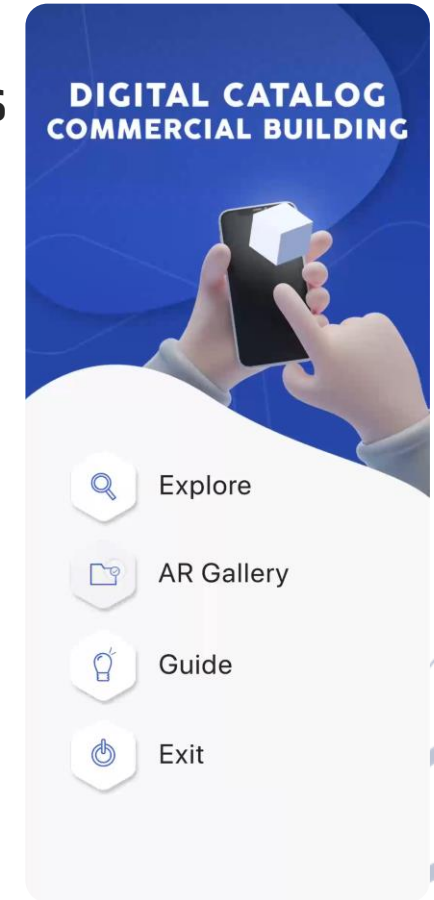 DIGITAL CATALOG
COMMERCIAL BUILDING
Explore
AR Gallery
Guide
Exit